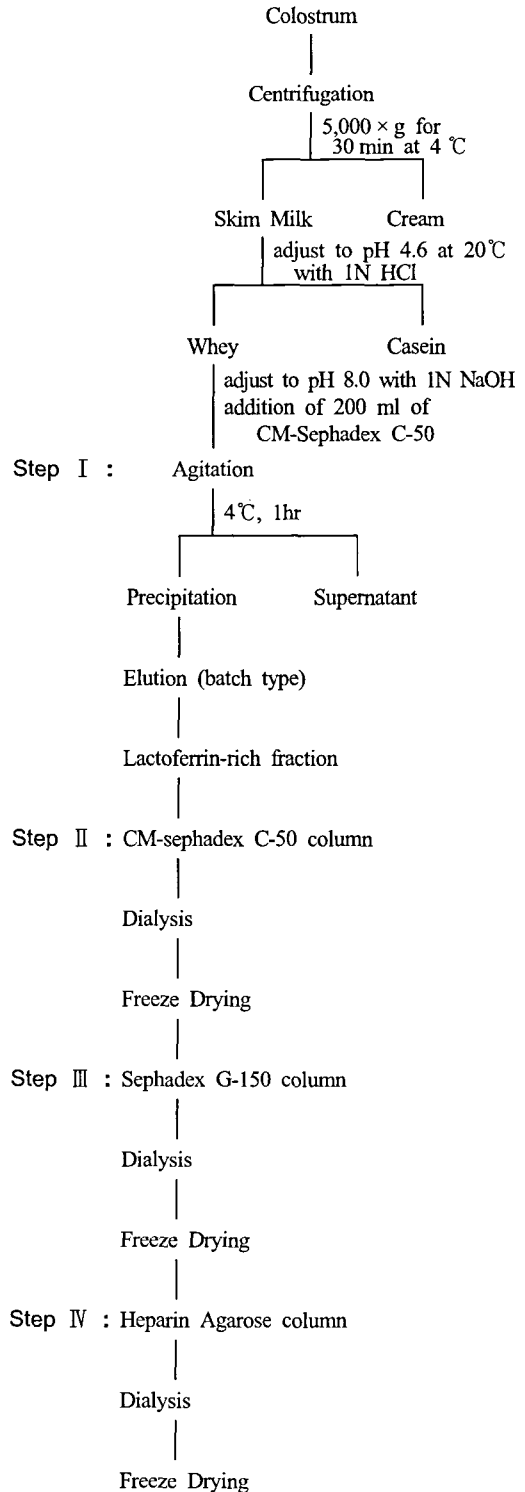 Colostrum
Centrifugation
5,000 × g for
30 min at 4 ℃
Skim Milk Cream
adjust to pH 4.6 at 20℃
with 1N HCl
Whey Casein
adjust to pH 8.0 with 1N NaOH
addition of 200 ml of
CM-Sephadex C-50
Step Ⅰ : Agitation
4℃, 1hr
Precipitation Supernatant
Elution (batch type)
Lactoferrin-rich fraction
Step Ⅱ : CM-sephadex C-50 column
Dialysis
Freeze Drying
Step Ⅲ : Sephadex G-150 column
Dialysis
Freeze Drying
Step Ⅳ : Heparin Agarose column
Dialysis
Freeze Drying